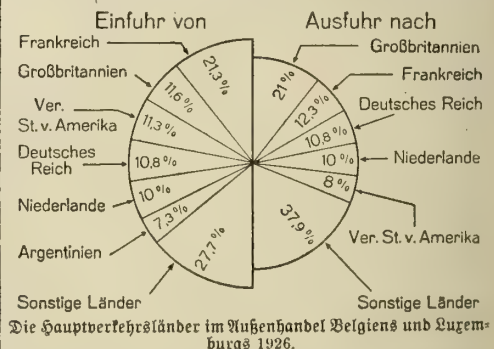 Einfuhr von
Frankreich
Großbritannien
Ver.
St. v. Amerika
Deutsches
Reich
Niederlande
Argentinien
Sonstige Länder
21,3 %
11,6 %
11,3 %
10,8 %
10 %
7,3 %
27,7 %
Ausfuhr nach
Großbritannien
Frankreich
Deutsches Reich
Niederlande
Ver. St. v. Amerika
Sonstige Länder
21 %
12,3 %
10,8 %
10 %
8 %
37,9 %
Die Hauptverkehrsländer im Außenhandel Belgiens und Luxem=
burgs 1926.